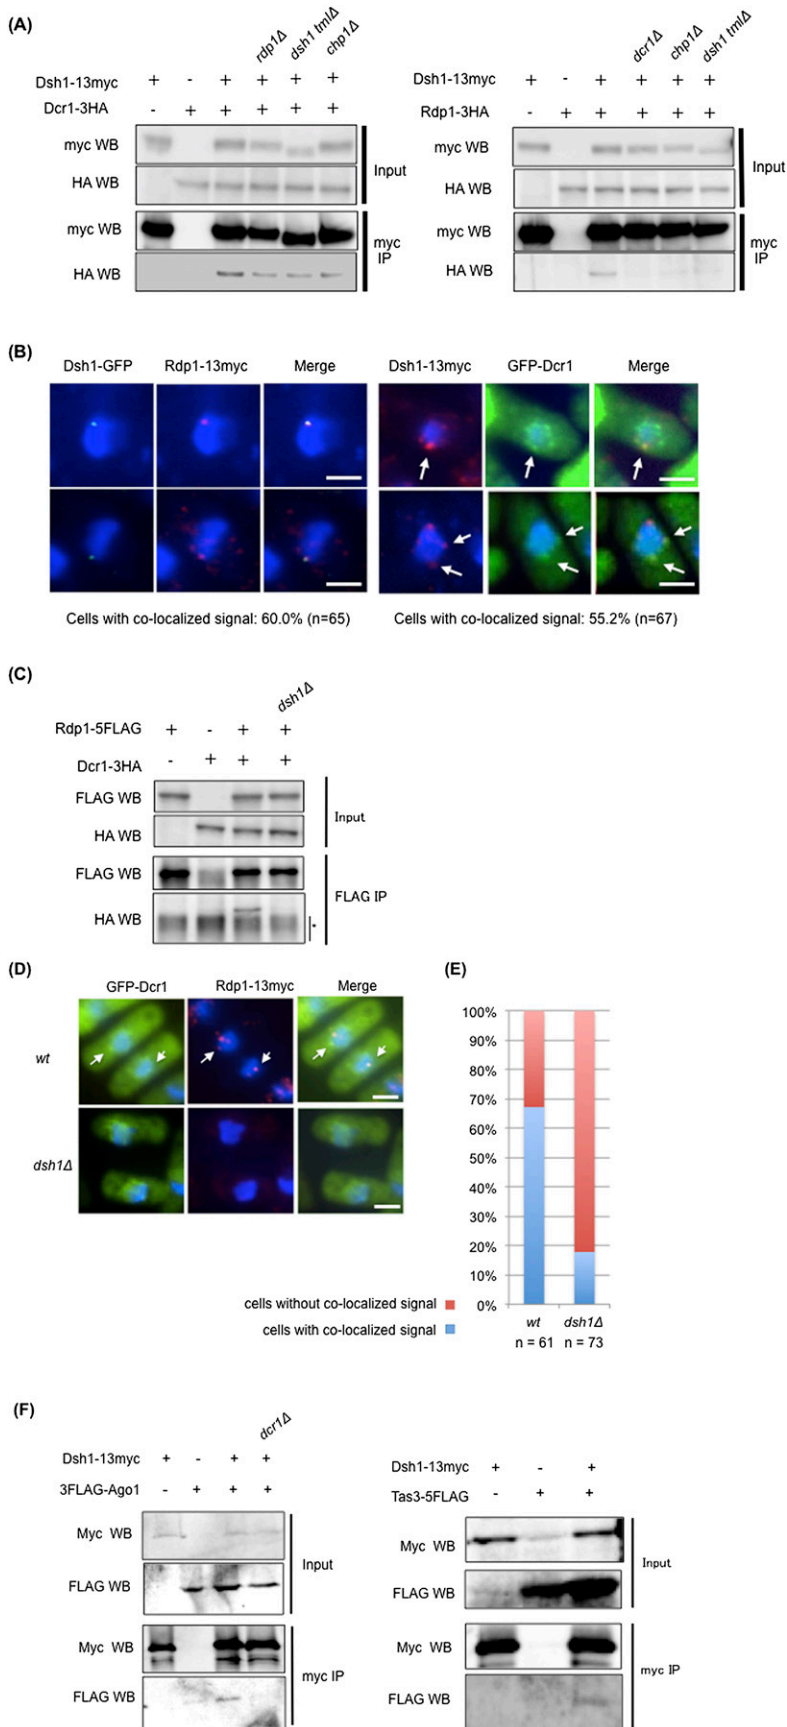 (A)
rdp1Δ dsh1 tmlΔ chp1Δ
Dsh1-13myc + - + + + +
Dcr1-3HA - + + + + +
myc WB
HA WB
Input
myc WB
HA WB
myc IP
dcr1Δ chp1Δ dsh1 tmlΔ
Dsh1-13myc + - + + + +
Rdp1-3HA - + + + + +
myc WB
HA WB
Input
myc WB
HA WB
myc
IP
(B)
Dsh1-GFP Rdp1-13myc Merge Dsh1-13myc GFP-Dcr1 Merge
Cells with co-localized signal: 60.0% (n=65) Cells with co-localized signal: 55.2% (n=67)
(C)
dsh1Δ
Rdp1-5FLAG + - + +
Dcr1-3HA - + + +
FLAG WB
HA WB
Input
FLAG WB
HA WB
FLAG IP
*
(D)
GFP-Dcr1 Rdp1-13myc Merge
wt
dsh1Δ
(E)
100%
90%
80%
70%
60%
50%
40%
30%
20%
10%
0%
wt dsh1Δ
n = 61 n = 73
cells without co-localized signal
cells with co-localized signal
(F)
dcr1Δ
Dsh1-13myc + - + +
3FLAG-Ago1 - + + +
Myc WB
FLAG WB
Input
Myc WB
FLAG WB
myc IP
Dsh1-13myc + - +
Tas3-5FLAG - + +
Myc WB
FLAG WB
Input
Myc WB
FLAG WB
myc IP